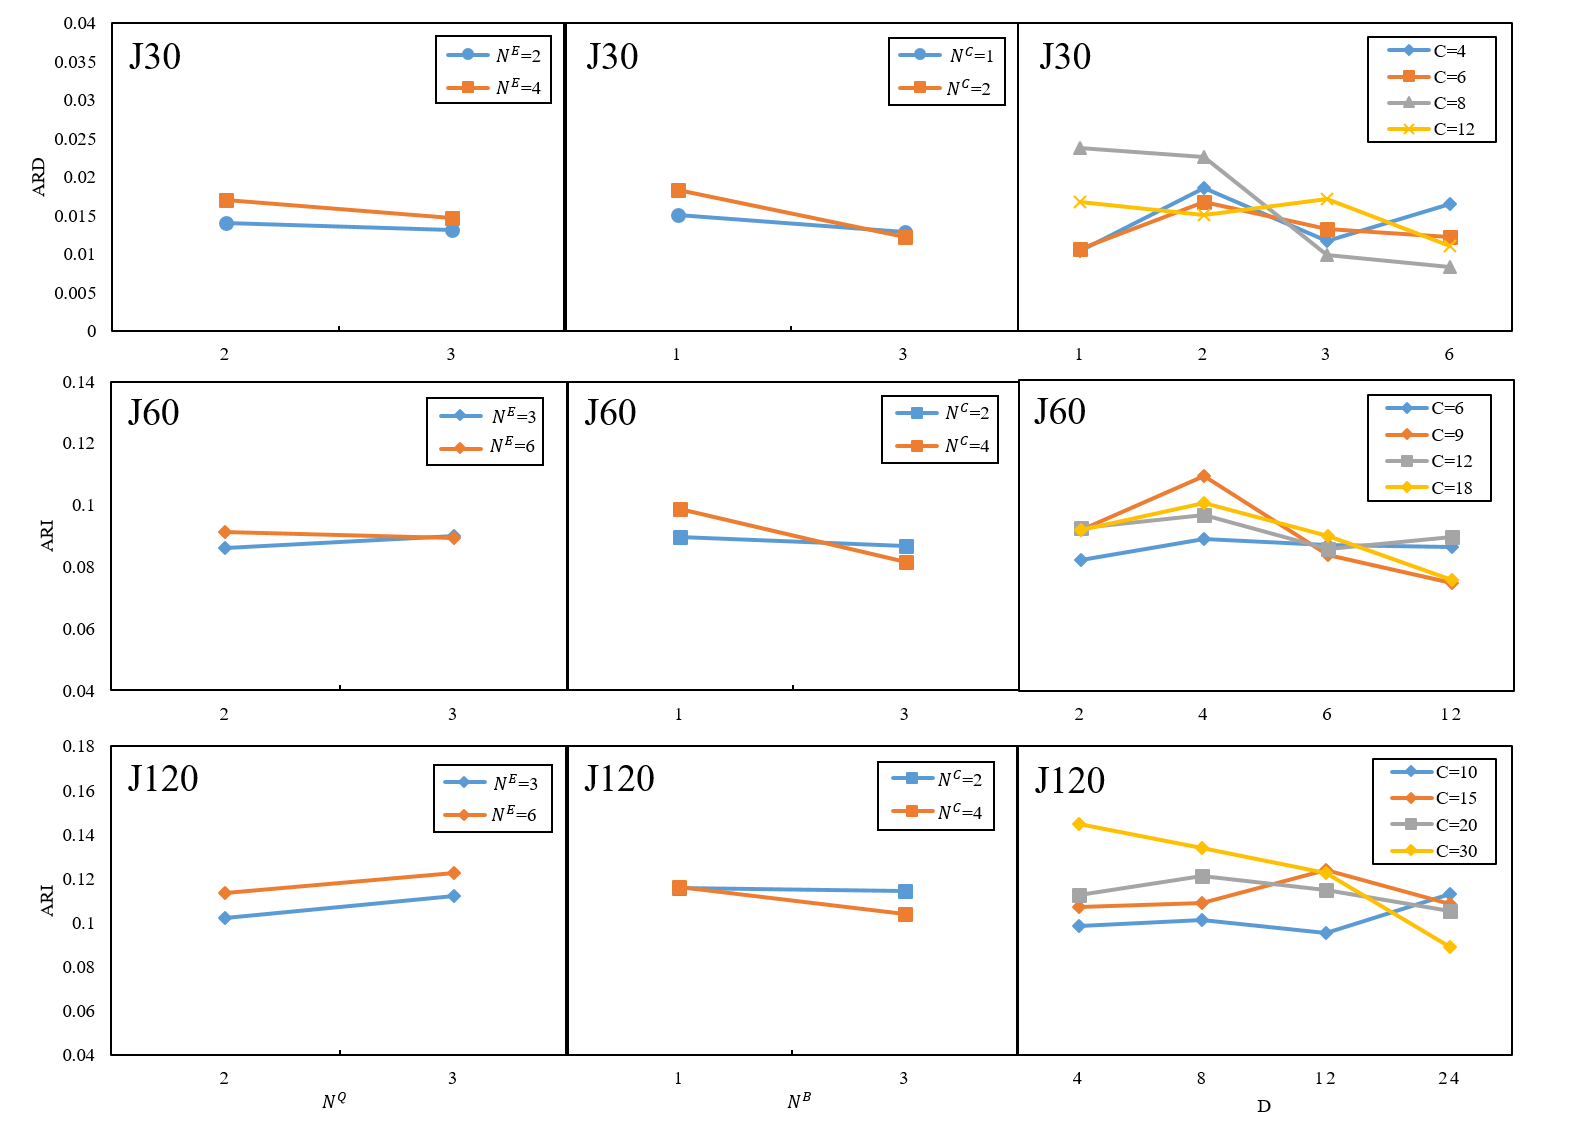 J30
N^E=2
N^E=4
J30
N^C=1
N^C=2
J30
C=4
C=6
C=8
C=12
ARD
0.04
0.035
0.03
0.025
0.02
0.015
0.01
0.005
0
2 3
1 3
1 2 3 6
J60
N^E=3
N^E=6
J60
N^C=2
N^C=4
J60
C=6
C=9
C=12
C=18
ARI
0.14
0.12
0.1
0.08
0.06
0.04
2 3
1 3
2 4 6 12
J120
N^E=3
N^E=6
J120
N^C=2
N^C=4
J120
C=10
C=15
C=20
C=30
ARI
0.18
0.16
0.14
0.12
0.1
0.08
0.06
0.04
2 3
1 3
4 8 12 24
N^Q
N^B
D